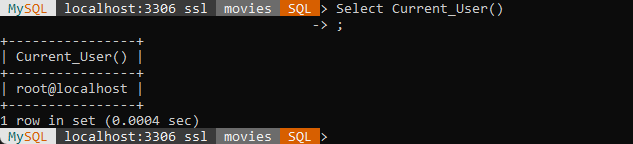 MySQL localhost:3306 ssl movies SQL > Select Current_User()
-> ;
+----------------+
| Current_User() |
+----------------+
| root@localhost |
+----------------+
1 row in set (0.0004 sec)
MySQL localhost:3306 ssl movies SQL >